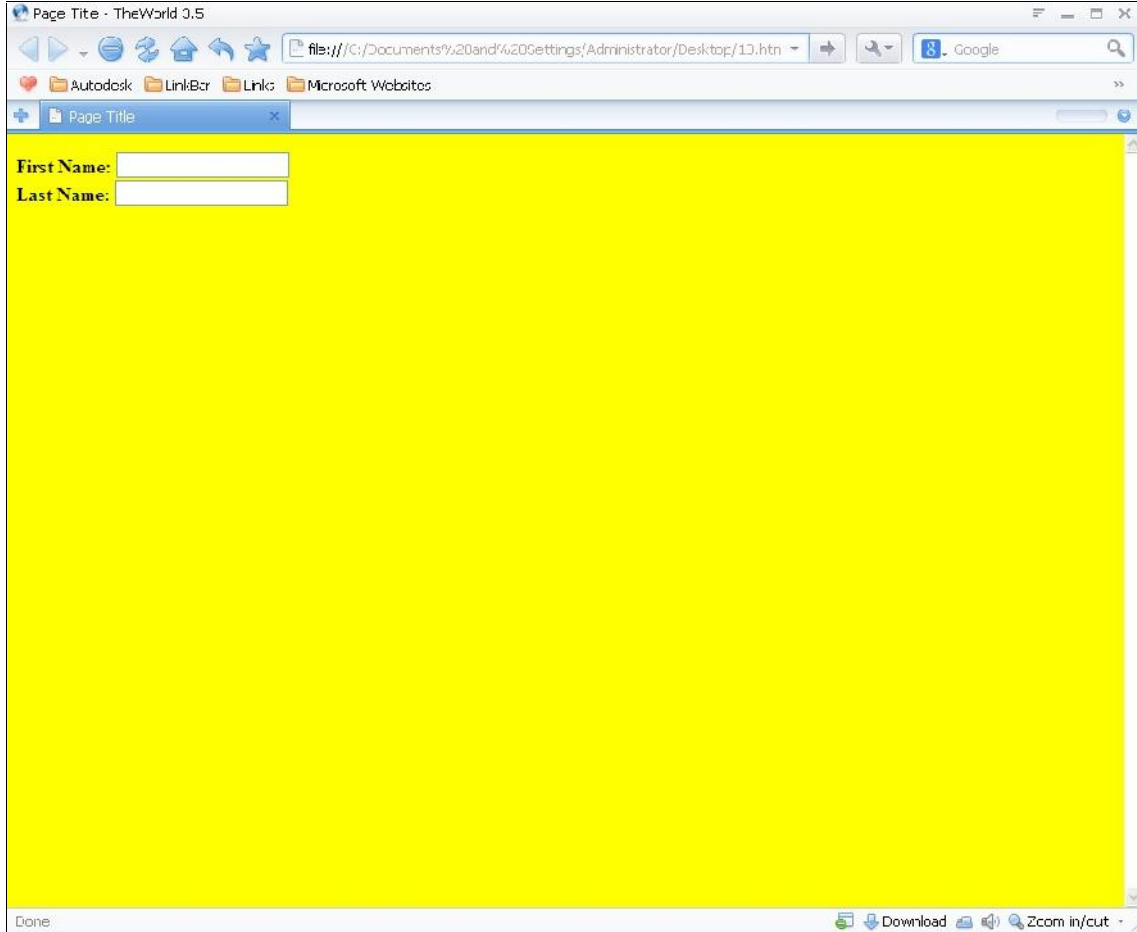 Page Title - TheWorld 3.5
file:///C:/Documents%20and%20Settings/Administrator/Desktop/10.htm
Google
Autodesk LinkBar Links Microsoft Websites
Page Title
First Name:
Last Name:
Done Download Zoom in/out